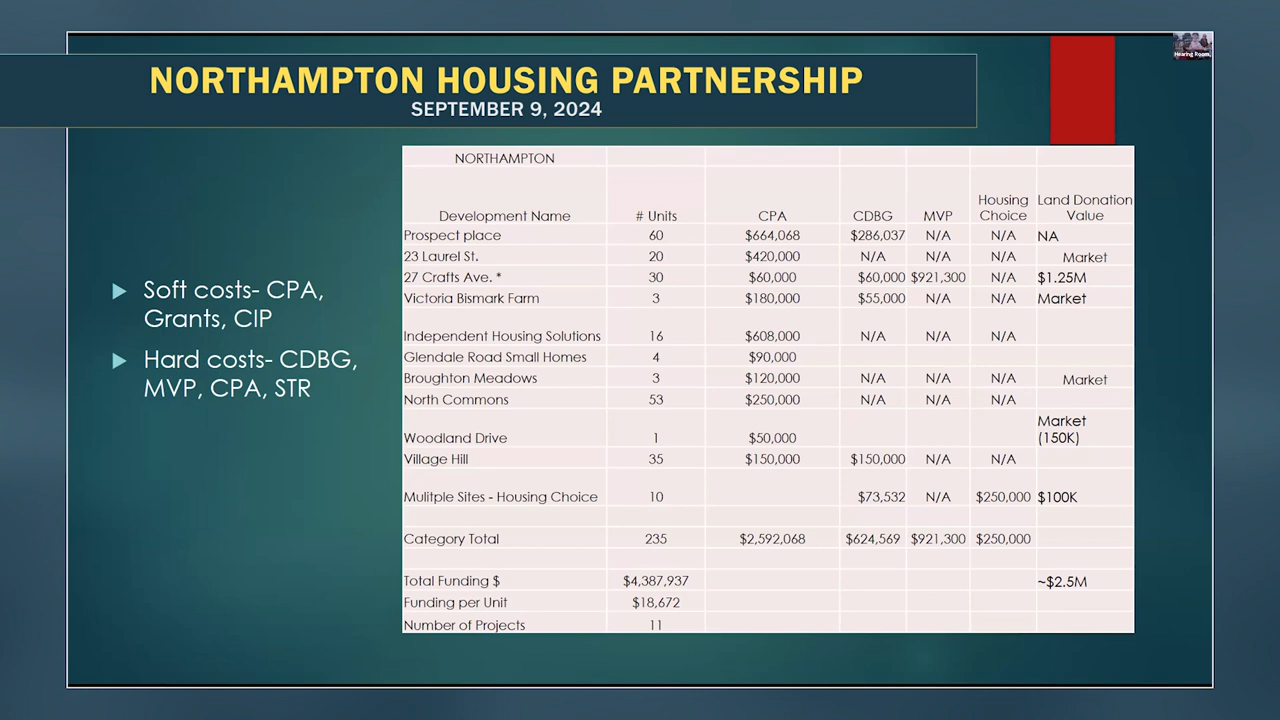 Hearing Room,
NORTHAMPTON HOUSING PARTNERSHIP
SEPTEMBER 9, 2024
Soft costs- CPA,
Grants, CIP
Hard costs- CDBG,
MVP, CPA, STR
NORTHAMPTON
Development Name # Units CPA CDBG MVP Housing Choice Land Donation Value
Prospect place 60 $664,068 $286,037 N/A N/A NA
23 Laurel St. 20 $420,000 N/A N/A N/A Market
27 Crafts Ave. * 30 $60,000 $60,000 $921,300 N/A $1.25M
Victoria Bismark Farm 3 $180,000 $55,000 N/A N/A Market
Independent Housing Solutions 16 $608,000 N/A N/A N/A
Glendale Road Small Homes 4 $90,000
Broughton Meadows 3 $120,000 N/A N/A N/A Market
North Commons 53 $250,000 N/A N/A N/A
Woodland Drive 1 $50,000 Market (150K)
Village Hill 35 $150,000 $150,000 N/A N/A
Mulitple Sites - Housing Choice 10 $73,532 N/A $250,000 $100K
Category Total 235 $2,592,068 $624,569 $921,300 $250,000
Total Funding $ $4,387,937 ~$2.5M
Funding per Unit $18,672
Number of Projects 11